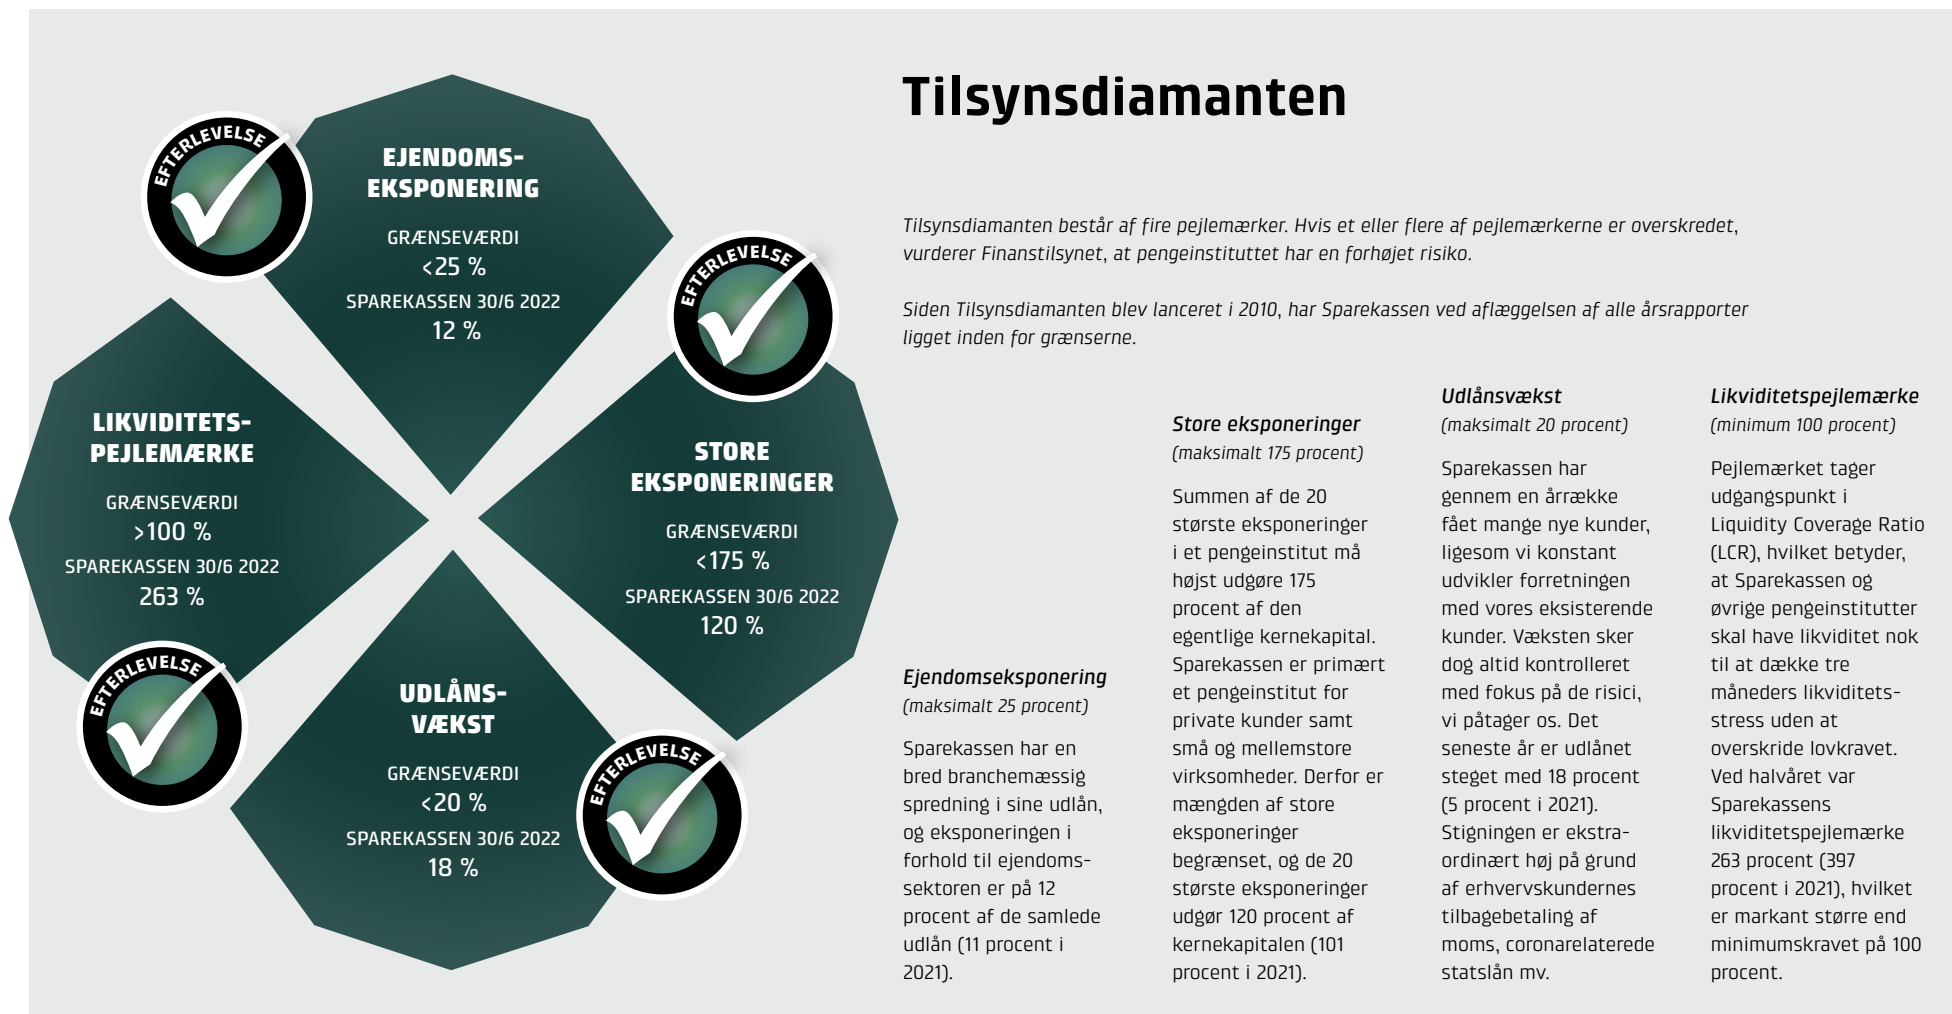 Tilsynsdiamanten
Tilsynsdiamanten består af fire pejlemærker. Hvis et eller flere af pejlemærkerne er overskredet,
vurderer Finanstilsynet, at pengeinstituttet har en forhøjet risiko.
Siden Tilsynsdiamanten blev lanceret i 2010, har Sparekassen ved aflæggelsen af alle årsrapporter
ligget inden for grænserne.
EFTERLEVELSE
EJENDOMS-
EKSPONERING
GRÆNSEVÆRDI
<25 %
SPAREKASSEN 30/6 2022
12 %
EFTERLEVELSE
STORE
EKSPONERINGER
GRÆNSEVÆRDI
<175 %
SPAREKASSEN 30/6 2022
120 %
LIKVIDITETS-
PEJLEMÆRKE
GRÆNSEVÆRDI
>100 %
SPAREKASSEN 30/6 2022
263 %
EFTERLEVELSE
UDLÅNS-
VÆKST
GRÆNSEVÆRDI
<20 %
SPAREKASSEN 30/6 2022
18 %
EFTERLEVELSE
Ejendomseksponering
(maksimalt 25 procent)
Sparekassen har en
bred branchemæssig
spredning i sine udlån,
og eksponeringen i
forhold til ejendoms-
sektoren er på 12
procent af de samlede
udlån (11 procent i
2021).
Store eksponeringer
(maksimalt 175 procent)
Summen af de 20
største eksponeringer
i et pengeinstitut må
højst udgøre 175
procent af den
egentlige kernekapital.
Sparekassen er primært
et pengeinstitut for
private kunder samt
små og mellemstore
virksomheder. Derfor er
mængden af store
eksponeringer
begrænset, og de 20
største eksponeringer
udgør 120 procent af
kernekapitalen (101
procent i 2021).
Udlånsvækst
(maksimalt 20 procent)
Sparekassen har
gennem en årrække
fået mange nye kunder,
ligesom vi konstant
udvikler forretningen
med vores eksisterende
kunder. Væksten sker
dog altid kontrolleret
med fokus på de risici,
vi påtager os. Det
seneste år er udlånet
steget med 18 procent
(5 procent i 2021).
Stigningen er ekstra-
ordinært høj på grund
af erhvervskundernes
tilbagebetaling af
moms, coronarelaterede
statslån mv.
Likviditetspejlemærke
(minimum 100 procent)
Pejlemærket tager
udgangspunkt i
Liquidity Coverage Ratio
(LCR), hvilket betyder,
at Sparekassen og
øvrige pengeinstitutter
skal have likviditet nok
til at dække tre
måneders likviditets-
stress uden at
overskride lovkravet.
Ved halvåret var
Sparekassens
likviditetspejlemærke
263 procent (397
procent i 2021), hvilket
er markant større end
minimumskravet på 100
procent.